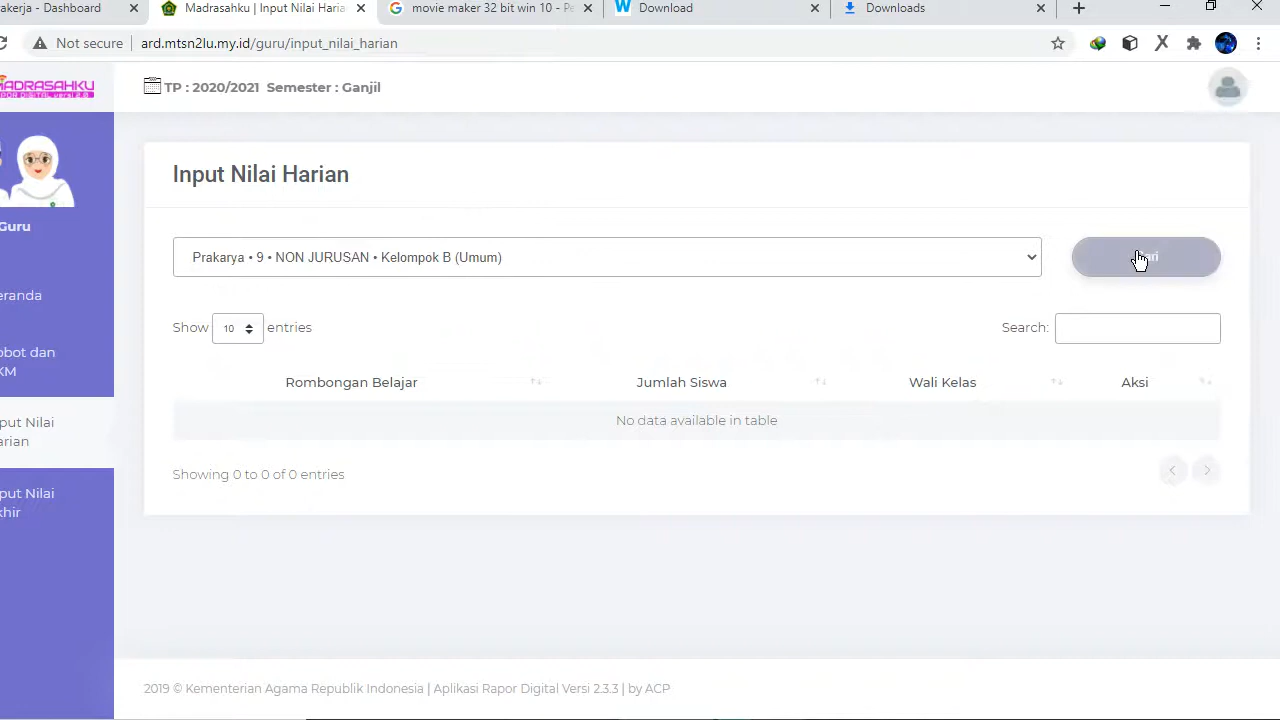 akerja - Dashboard
Madrasahku | Input Nilai Haria
movie maker 32 bit win 10 - Pe
Download
Downloads
Not secure
ard.mtsn2lu.my.id/guru/input_nilai_harian
MADRASAHKU
TP : 2020/2021 Semester : Ganjil
Input Nilai Harian
Guru
Prakarya • 9 • NON JURUSAN • Kelompok B (Umum)
eranda
Show 10 entries
Search:
obot dan
KM
Rombongan Belajar
Jumlah Siswa
Wali Kelas
Aksi
No data available in table
put Nilai
arian
Showing 0 to 0 of 0 entries
put Nilai
khir
2019 © Kementerian Agama Republik Indonesia | Aplikasi Rapor Digital Versi 2.3.3 | by ACP